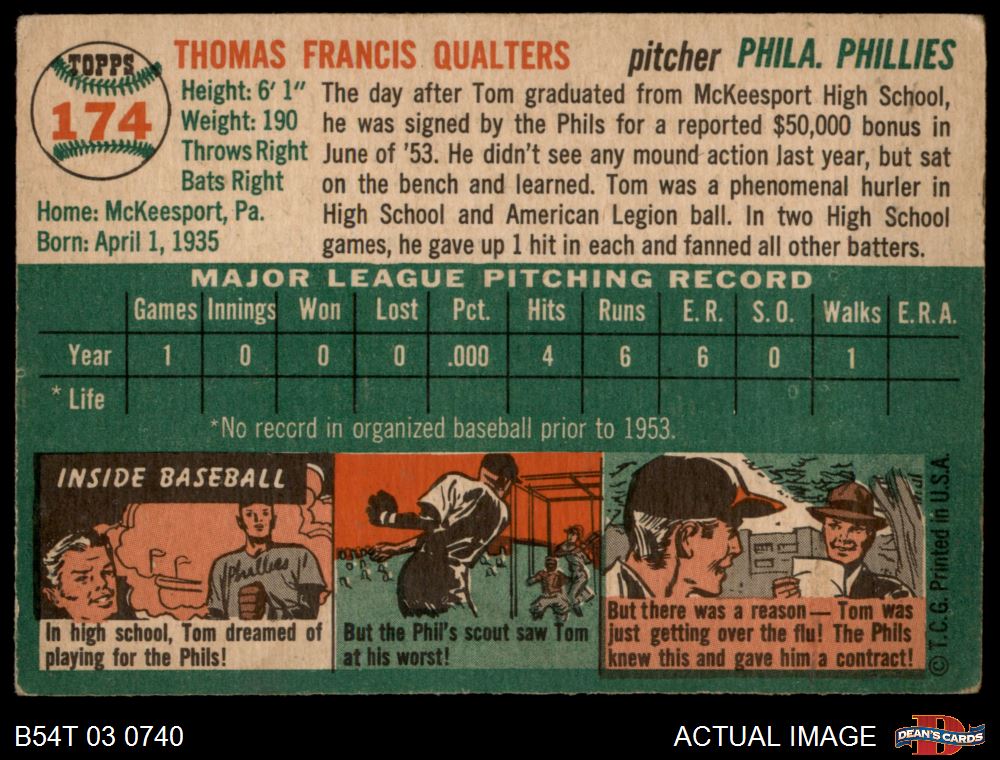 TOPPS
174
THOMAS FRANCIS QUALTERS
pitcher
PHILA. PHILLIES
Height: 6' 1"
Weight: 190
Throws Right
Bats Right
Home: McKeesport, Pa.
Born: April 1, 1935
The day after Tom graduated from McKeesport High School,
he was signed by the Phils for a reported $50,000 bonus in
June of '53. He didn't see any mound action last year, but sat
on the bench and learned. Tom was a phenomenal hurler in
High School and American Legion ball. In two High School
games, he gave up 1 hit in each and fanned all other batters.
MAJOR LEAGUE PITCHING RECORD
Games Innings Won Lost Pct. Hits Runs E. R. S. O. Walks E.R.A.
Year 1 0 0 0 .000 4 6 6 0 1
* Life
*No record in organized baseball prior to 1953.
INSIDE BASEBALL
Phillies
In high school, Tom dreamed of
playing for the Phils!
But the Phil's scout saw Tom
at his worst!
But there was a reason — Tom was
just getting over the flu! The Phils
knew this and gave him a contract!
© T.C.G. Printed in U.S.A.
B54T 03 0740
ACTUAL IMAGE
D
DEAN'S CARDS